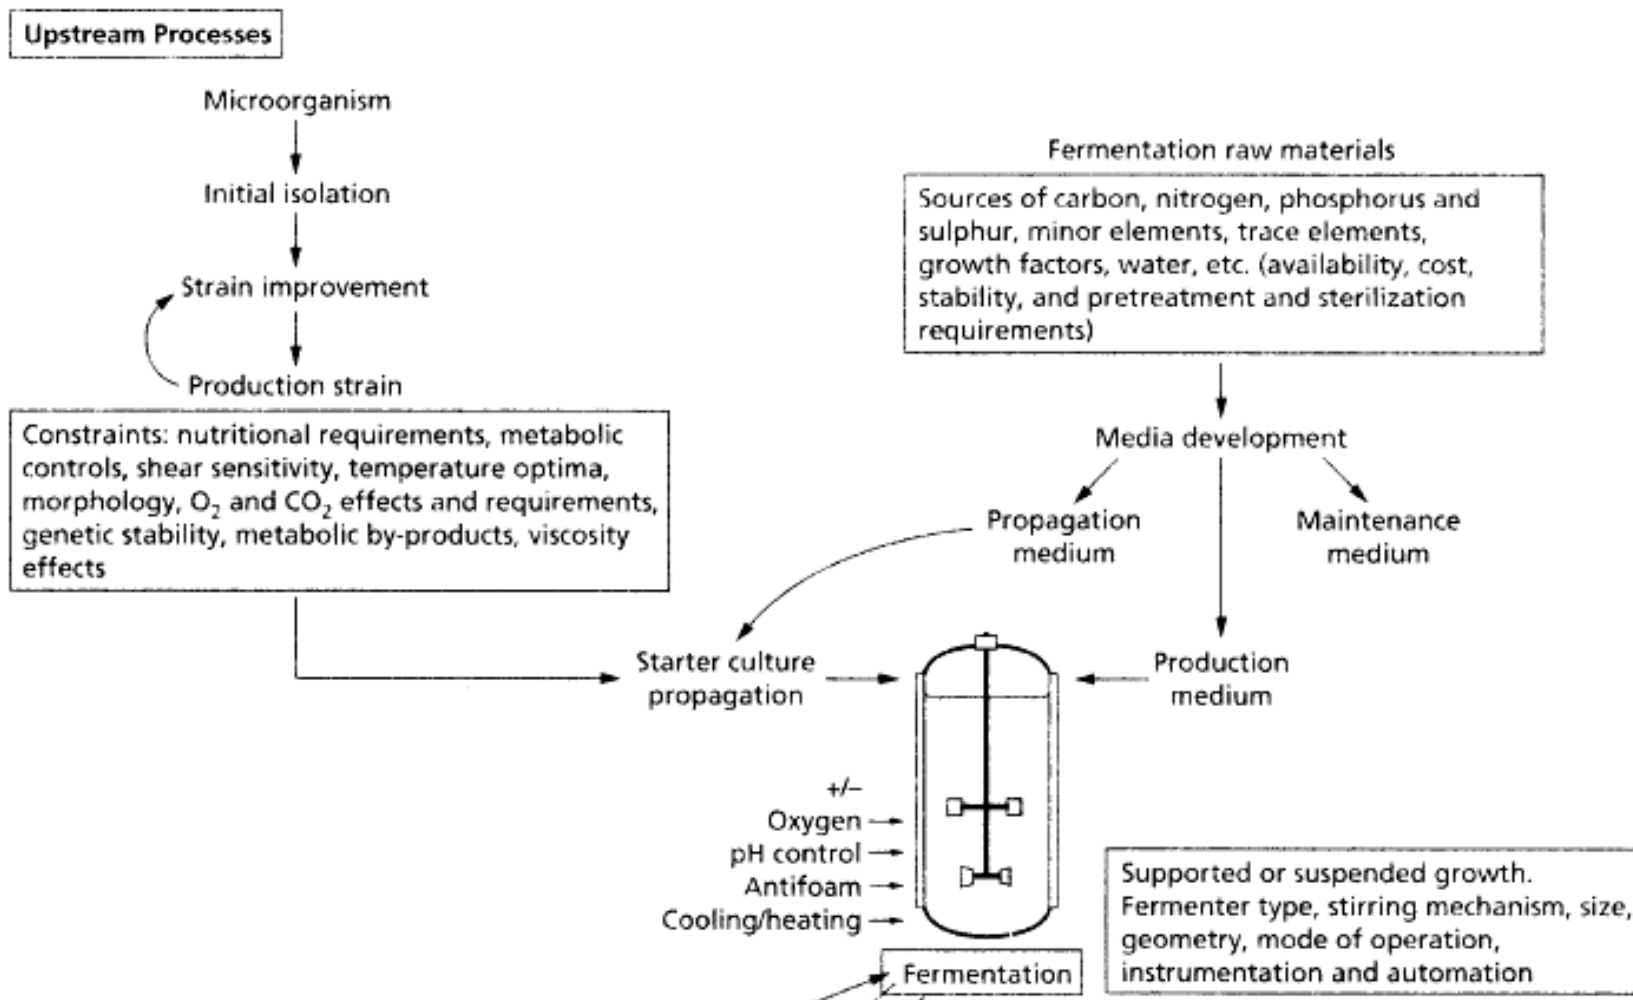 Upstream Processes
Microorganism
Initial isolation
Strain improvement
Production strain
Constraints: nutritional requirements, metabolic
controls, shear sensitivity, temperature optima,
morphology, O₂ and CO₂ effects and requirements,
genetic stability, metabolic by-products, viscosity
effects
Fermentation raw materials
Sources of carbon, nitrogen, phosphorus and
sulphur, minor elements, trace elements,
growth factors, water, etc. (availability, cost,
stability, and pretreatment and sterilization
requirements)
Media development
Propagation
medium
Maintenance
medium
Starter culture
propagation
Production
medium
+/–
Oxygen
pH control
Antifoam
Cooling/heating
Fermentation
Supported or suspended growth.
Fermenter type, stirring mechanism, size,
geometry, mode of operation,
instrumentation and automation